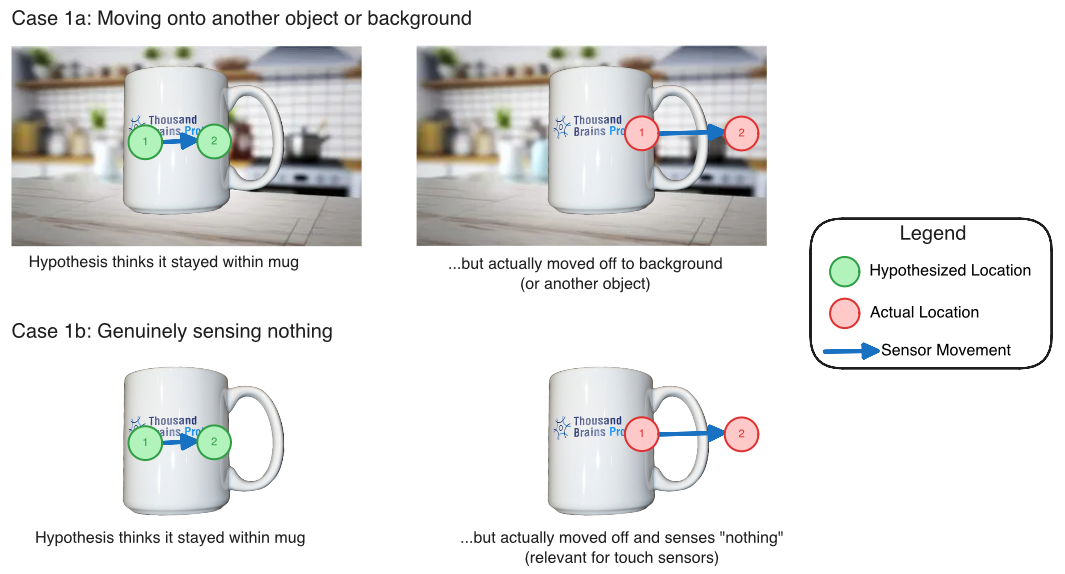 Case 1a: Moving onto another object or background
Thousand
ains Pro
1
2
Thousand
Brains Pro
1
2
Hypothesis thinks it stayed within mug
...but actually moved off to background
(or another object)
Legend
Hypothesized Location
Actual Location
Sensor Movement
Case 1b: Genuinely sensing nothing
Thousand
ains Pro
1
2
Thousand
Brains Pro
1
2
Hypothesis thinks it stayed within mug
...but actually moved off and senses "nothing"
(relevant for touch sensors)